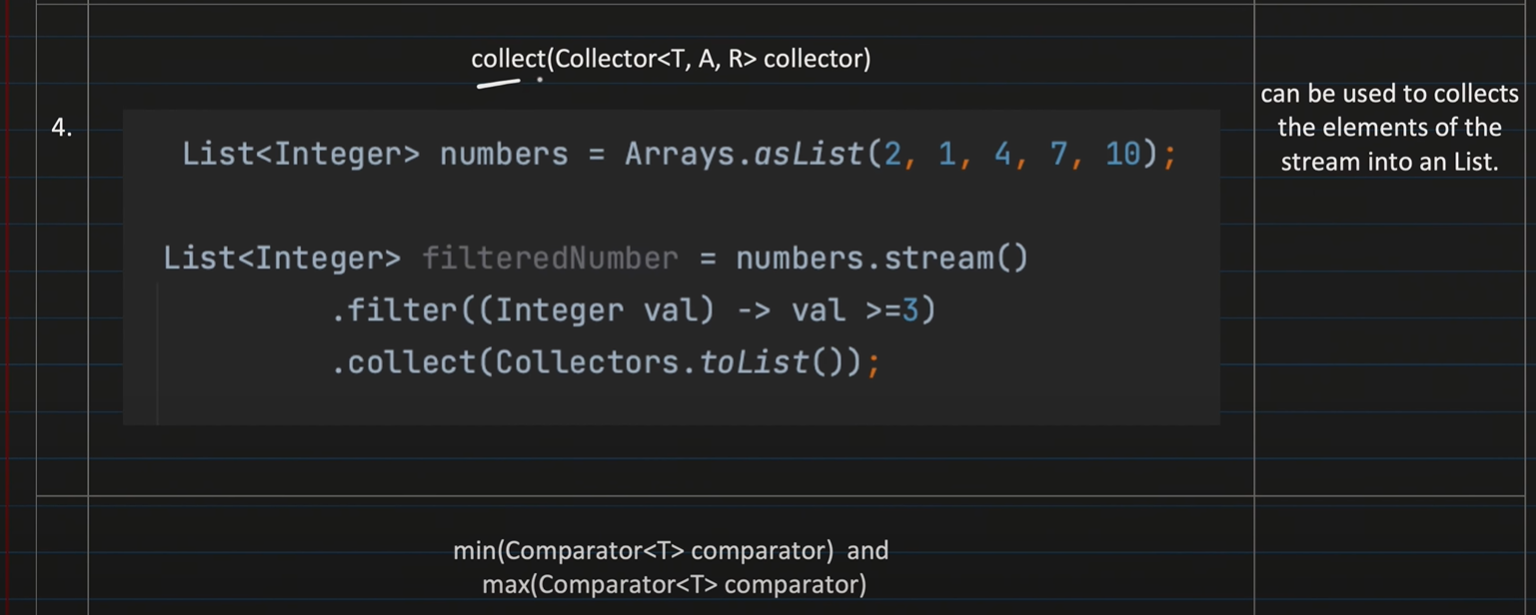 collect(Collector<T, A, R> collector)
4.
List<Integer> numbers = Arrays.asList(2, 1, 4, 7, 10);
List<Integer> filteredNumber = numbers.stream()
.filter((Integer val) -> val >=3)
.collect(Collectors.toList());
can be used to collects
the elements of the
stream into an List.
min(Comparator<T> comparator) and
max(Comparator<T> comparator)